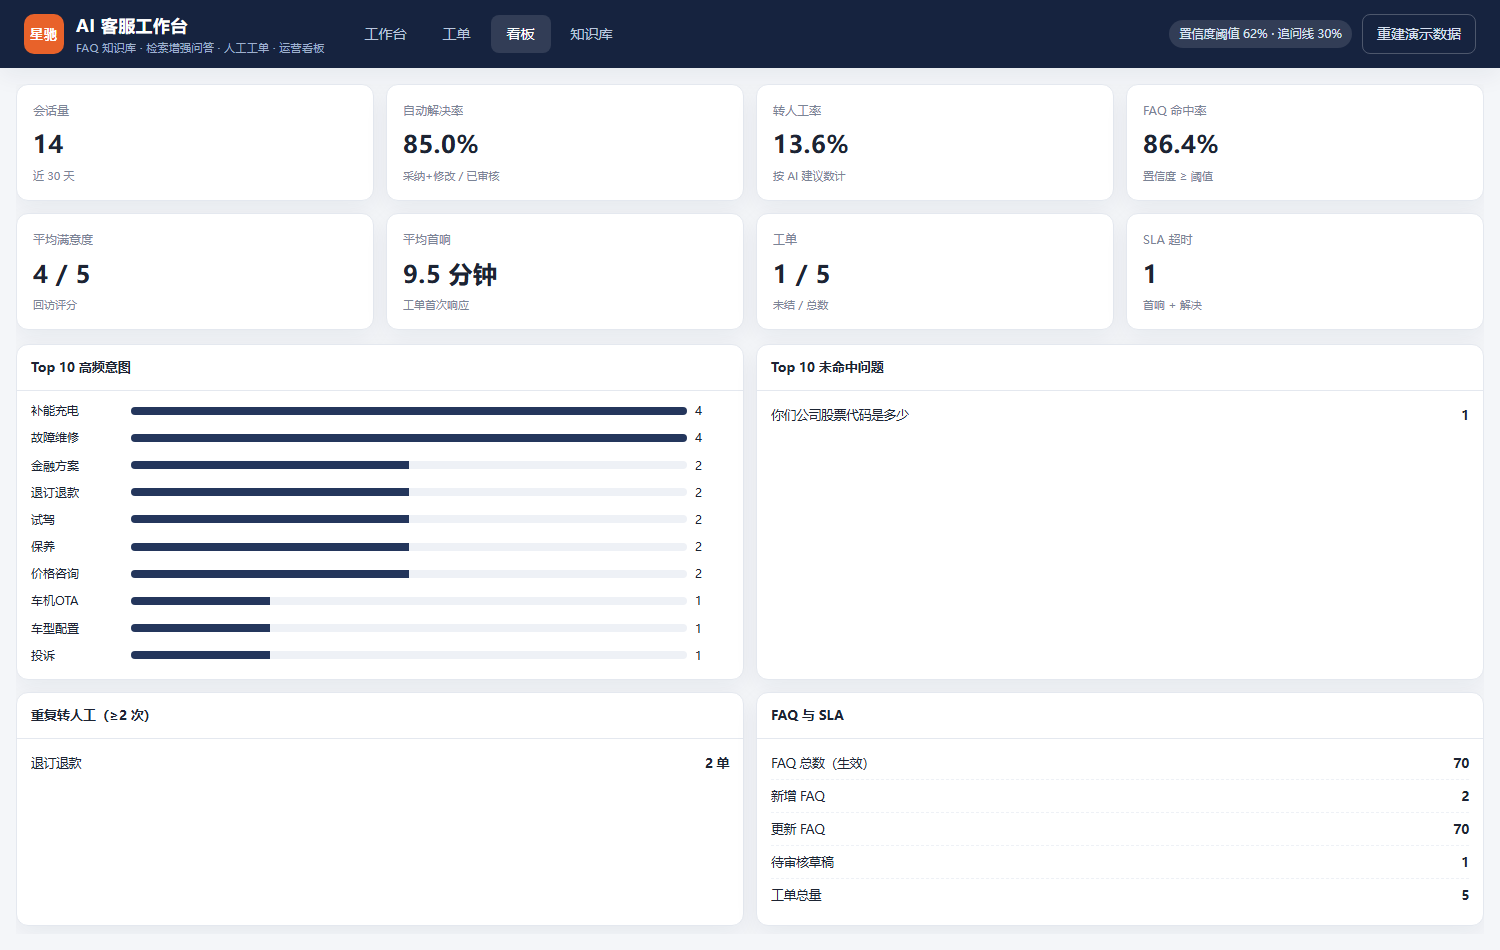 星驰
AI 客服工作台
FAQ 知识库 · 检索增强问答 · 人工工单 · 运营看板
工作台
工单
看板
知识库
置信度阈值 62% · 追问线 30%
重建演示数据
会话量
14
近 30 天
自动解决率
85.0%
采纳+修改 / 已审核
转人工率
13.6%
按 AI 建议数计
FAQ 命中率
86.4%
置信度 ≥ 阈值
平均满意度
4 / 5
回访评分
平均首响
9.5 分钟
工单首次响应
工单
1 / 5
未结 / 总数
SLA 超时
1
首响 + 解决
Top 10 高频意图
补能充电 4
故障维修 4
金融方案 2
退订退款 2
试驾 2
保养 2
价格咨询 2
车机OTA 1
车型配置 1
投诉 1
Top 10 未命中问题
你们公司股票代码是多少 1
重复转人工（≥2 次）
退订退款 2 单
FAQ 与 SLA
FAQ 总数（生效） 70
新增 FAQ 2
更新 FAQ 70
待审核草稿 1
工单总量 5